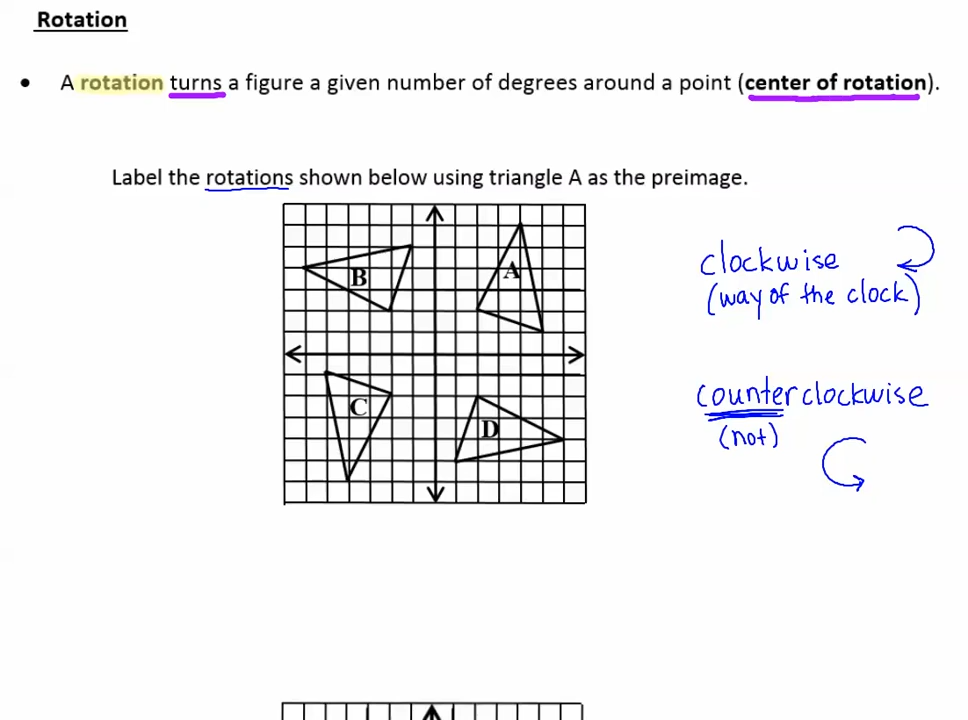 Rotation
• A rotation turns a figure a given number of degrees around a point (center of rotation).
Label the rotations shown below using triangle A as the preimage.
B
A
C
D
clockwise
(way of the clock)
counterclockwise
(not)